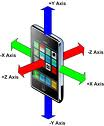 +Y Axis
-Z Axis
-X Axis
+Z Axis
+X Axis
-Y Axis